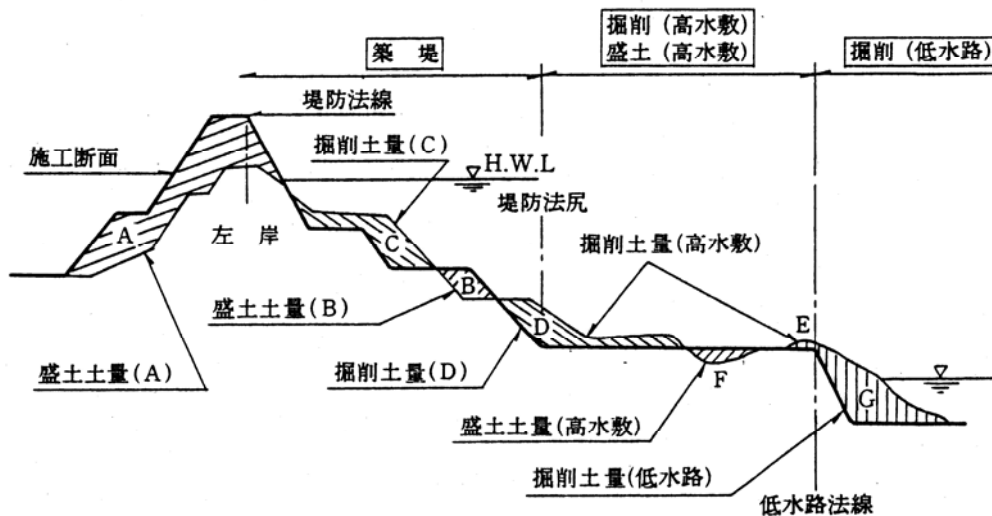 築 堤
掘削 (高水敷)
盛土 (高水敷)
掘削 (低水路)
堤防法線
掘削土量(C)
施工断面
H.W.L
堤防法尻
A
左 岸
C
掘削土量(高水敷)
B
盛土土量(B)
D
E
F
G
盛土土量(A)
掘削土量(D)
盛土土量(高水敷)
掘削土量(低水路)
低水路法線